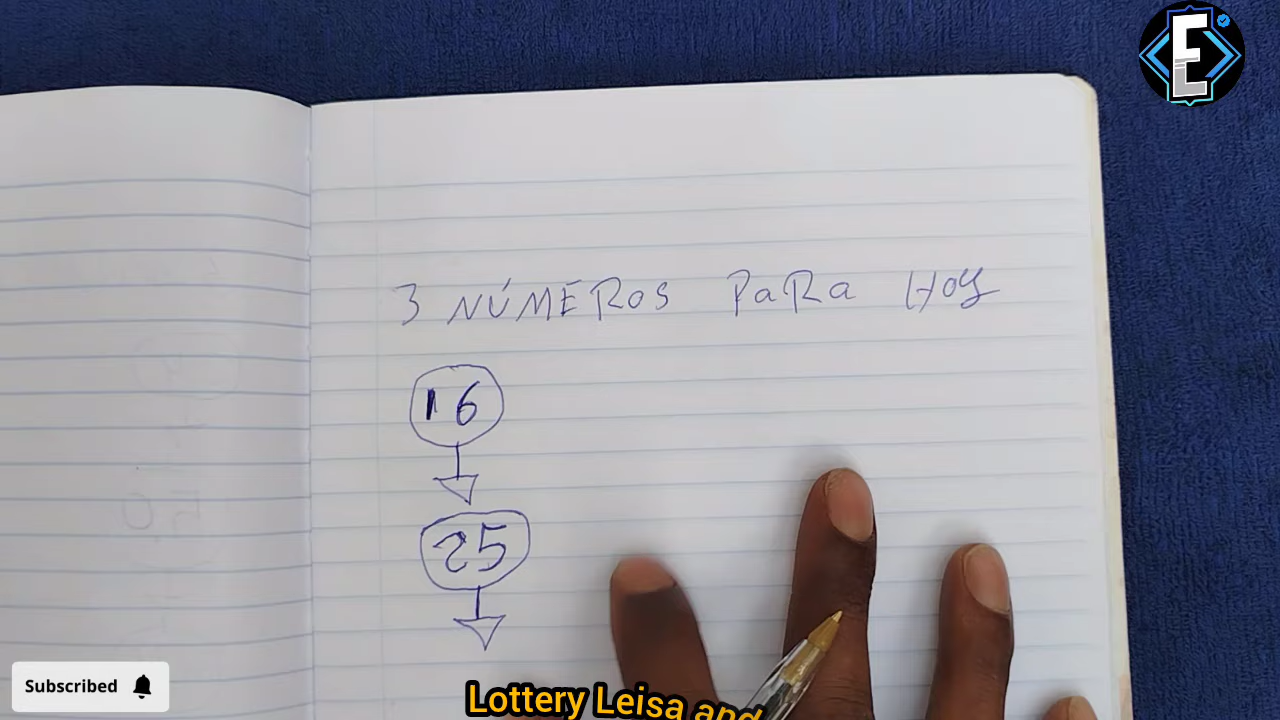 3 NÚMEROS PaRa HOY
16
25
Subscribed
Lottery Leisa and